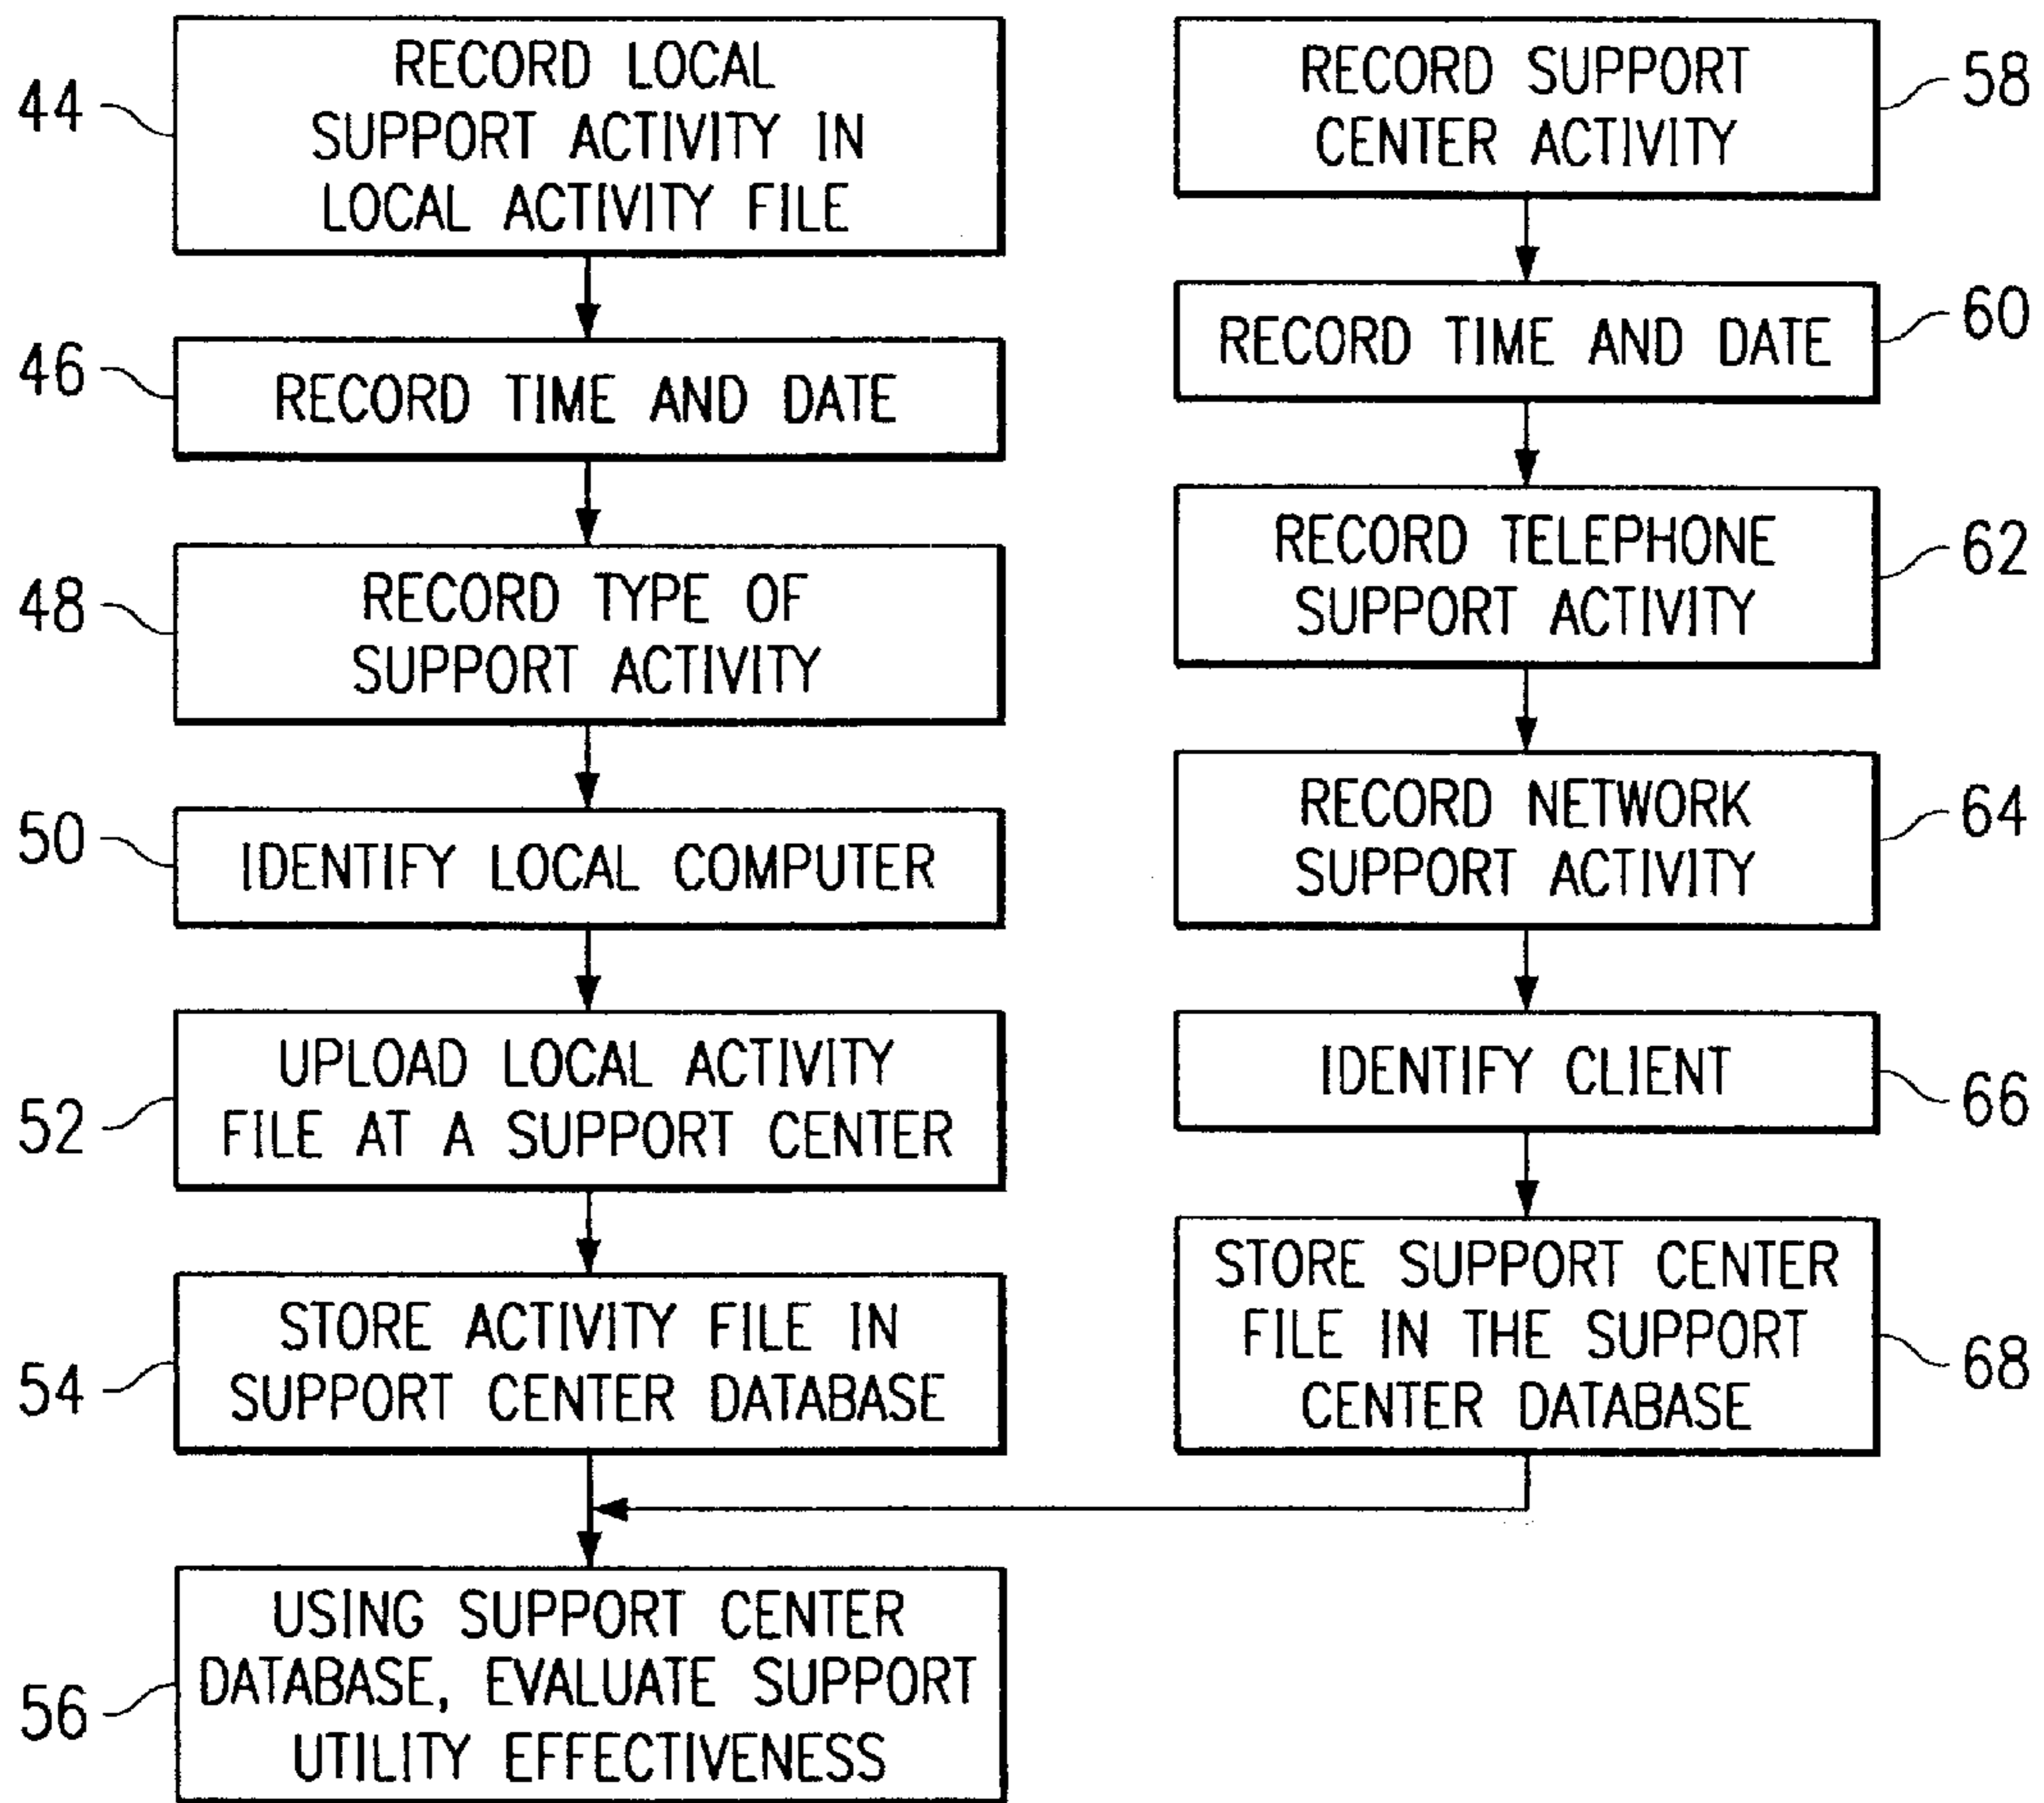 44
RECORD LOCAL
SUPPORT ACTIVITY IN
LOCAL ACTIVITY FILE
46
RECORD TIME AND DATE
48
RECORD TYPE OF
SUPPORT ACTIVITY
50
IDENTIFY LOCAL COMPUTER
52
UPLOAD LOCAL ACTIVITY
FILE AT A SUPPORT CENTER
54
STORE ACTIVITY FILE IN
SUPPORT CENTER DATABASE
56
USING SUPPORT CENTER
DATABASE, EVALUATE SUPPORT
UTILITY EFFECTIVENESS
RECORD SUPPORT
CENTER ACTIVITY
58
RECORD TIME AND DATE
60
RECORD TELEPHONE
SUPPORT ACTIVITY
62
RECORD NETWORK
SUPPORT ACTIVITY
64
IDENTIFY CLIENT
66
STORE SUPPORT CENTER
FILE IN THE SUPPORT
CENTER DATABASE
68